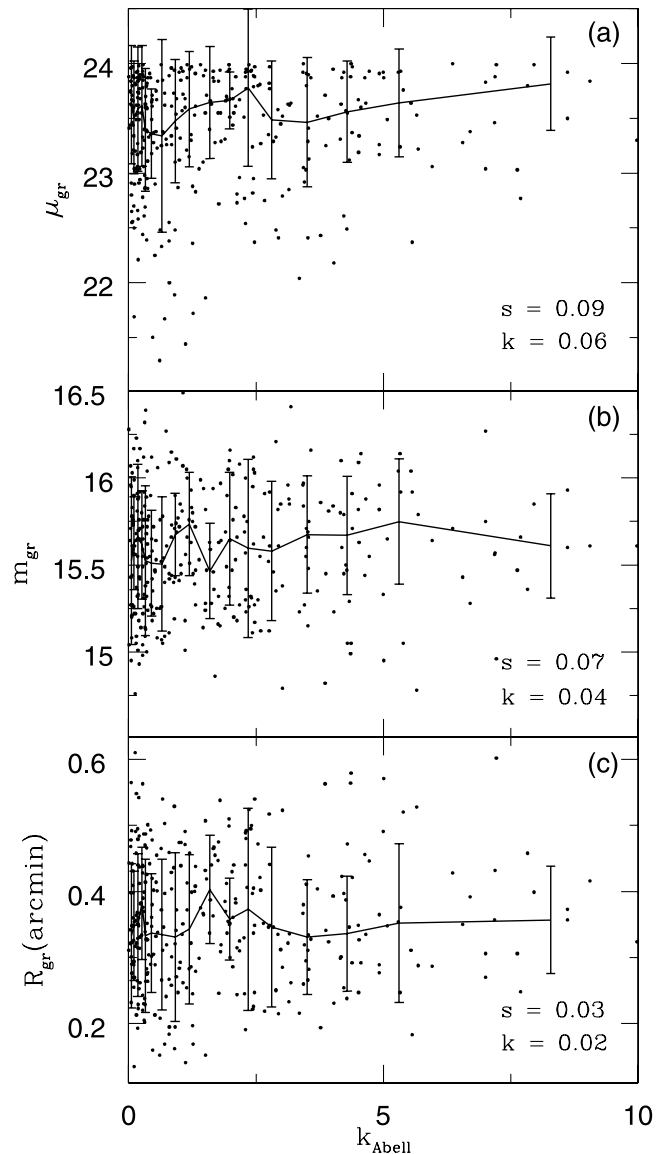 (a)
24
23
22
μgr
s = 0.09
k = 0.06
(b)
16.5
16
15.5
15
mgr
s = 0.07
k = 0.04
(c)
0.6
0.4
0.2
Rgr(arcmin)
s = 0.03
k = 0.02
0
5
10
kAbell